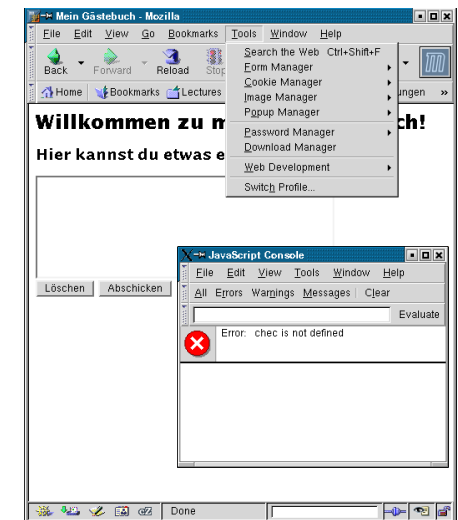 Mein Gästebuch - Mozilla
File Edit View Go Bookmarks Tools Window Help
Back Forward Reload Stop
Home Bookmarks Lectures ungen »
Search the Web Ctrl+Shift+F
Form Manager
Cookie Manager
Image Manager
Popup Manager
Password Manager
Download Manager
Web Development
Switch Profile...
Willkommen zu m ch!
Hier kannst du etwas e
Löschen Abschicken
JavaScript Console
File Edit View Tools Window Help
All Errors Warnings Messages Clear
Evaluate
Error: chec is not defined
Done